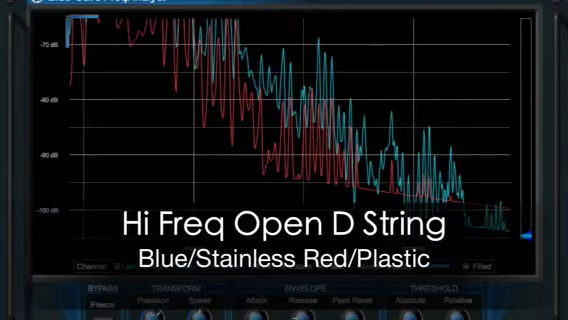 -70 dB
-80 dB
-90 dB
-100 dB
Hi Freq Open D String
Blue/Stainless Red/Plastic
Channel:
Filled
BYPASS TRANSFORM ENVELOPE THRESHOLD
Freeze Precision Speed Attack Release Peak Reset Absolute Relative